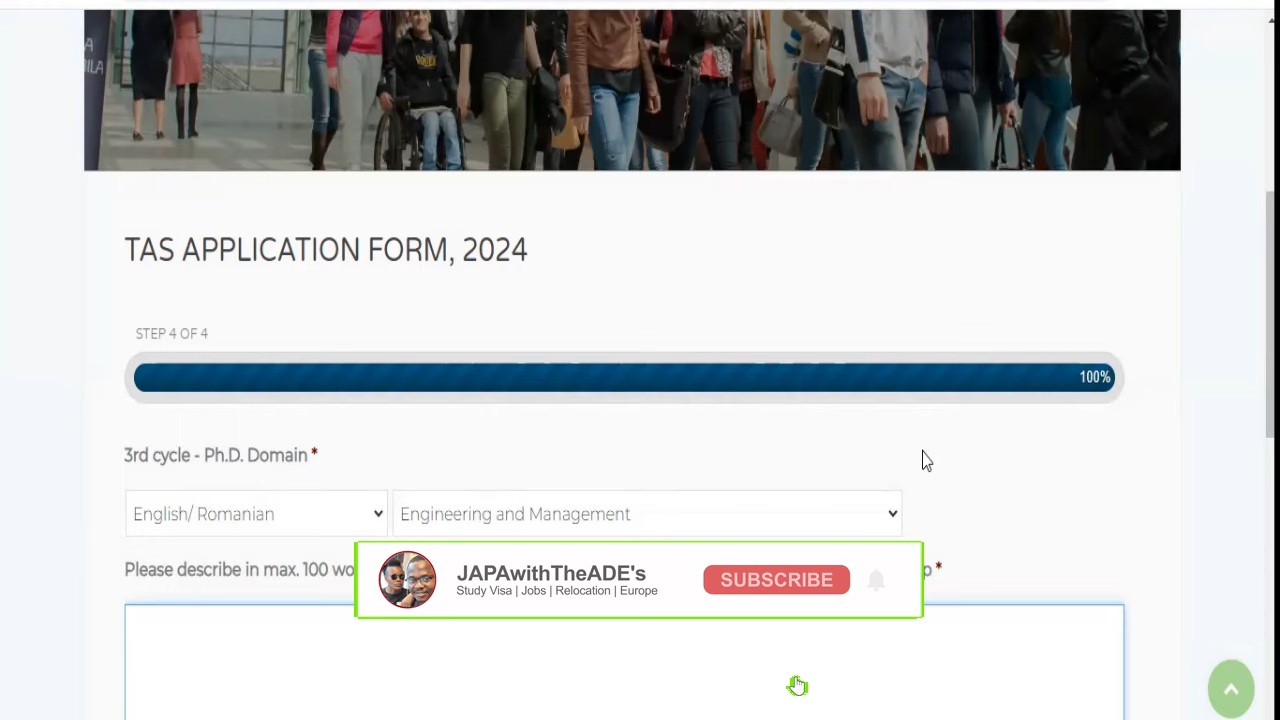 A
ILA
TAS APPLICATION FORM, 2024
STEP 4 OF 4
100%
3rd cycle - Ph.D. Domain *
English/ Romanian
Engineering and Management
Please describe in max. 100 wo
p *
JAPAwithTheADE's
Study Visa | Jobs | Relocation | Europe
SUBSCRIBE